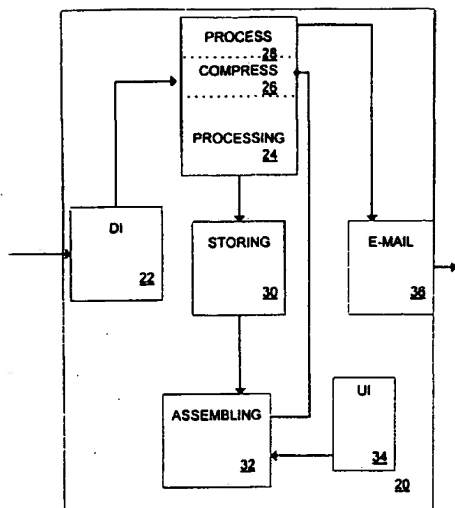 PROCESS
28
COMPRESS
26
PROCESSING
24
DI
22
STORING
30
E-MAIL
36
ASSEMBLING
32
UI
34
20